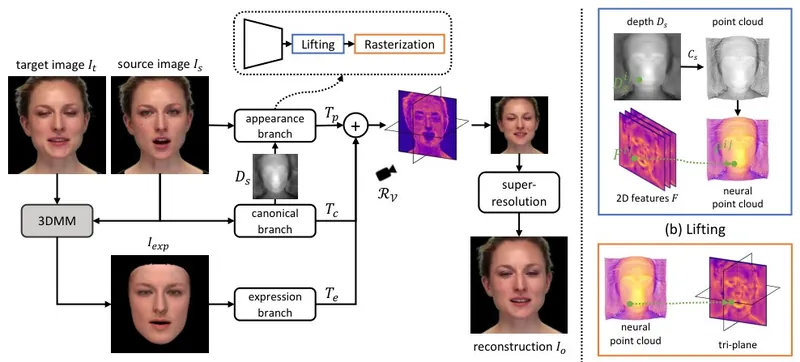 target image I_t
source image I_s
Lifting
Rasterization
appearance
branch
T_p
+
D_s
R_V
3DMM
canonical
branch
T_c
I_exp
expression
branch
T_e
super-
resolution
reconstruction I_o
depth D_s
point cloud
C_s
2D features F
neural
point cloud
(b) Lifting
neural
point cloud
tri-plane